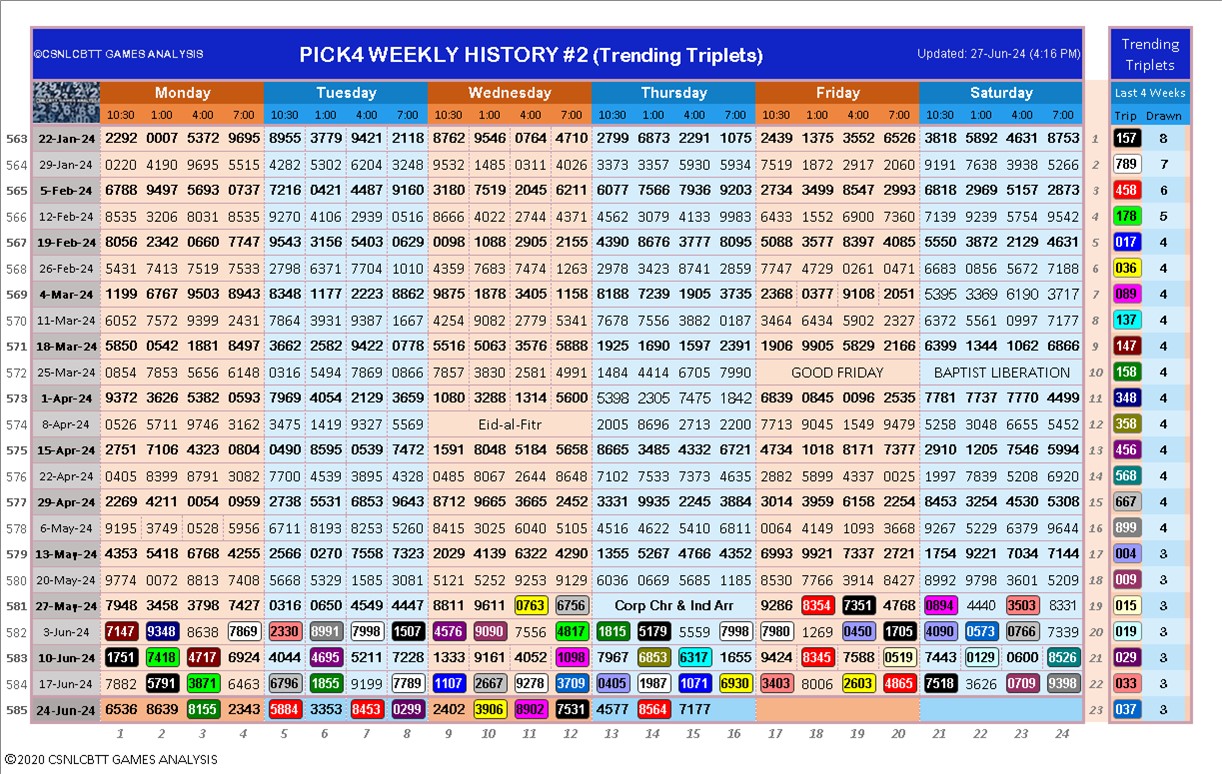 ©CSNLCBTT GAMES ANALYSIS PICK4 WEEKLY HISTORY #2 (Trending Triplets) Updated: 27-Jun-24 (4:16 PM) Trending Triplets
Monday Tuesday Wednesday Thursday Friday Saturday Last 4 Weeks
10:30 1:00 4:00 7:00 10:30 1:00 4:00 7:00 10:30 1:00 4:00 7:00 10:30 1:00 4:00 7:00 10:30 1:00 4:00 7:00 10:30 1:00 4:00 7:00 Trip Drawn
563 22-Jan-24 2292 0007 5372 9695 8955 3779 9421 2118 8762 9546 0764 4710 2799 6873 2291 1075 2439 1375 3552 6526 3818 5892 4631 8753 1 157 8
564 29-Jan-24 0220 4190 9695 5515 4282 5302 6204 3248 9532 1485 0311 4026 3373 3357 5930 5934 7519 1872 2917 2060 9191 7638 3938 5266 2 789 7
565 5-Feb-24 6788 9497 5693 0737 7216 0421 4487 9160 3180 7519 2045 6211 6077 7566 7936 9203 2734 3499 8547 2993 6818 2969 5157 2873 3 458 6
566 12-Feb-24 8535 3206 8031 8535 9270 4106 2939 0516 8666 4022 2744 4371 4562 3079 4133 9983 6433 1552 6900 7360 7139 9239 5754 9542 4 178 5
567 19-Feb-24 8056 2342 0660 7747 9543 3156 5403 0629 0098 1088 2905 2155 4390 8676 3777 8095 5088 3577 8397 4085 5550 3872 2129 4631 5 017 4
568 26-Feb-24 5431 7413 7519 7533 2798 6371 7704 1010 4359 7683 7474 1263 2978 3423 8741 2859 7747 4729 0261 0471 6683 0856 5672 7188 6 036 4
569 4-Mar-24 1199 6767 9503 8943 8348 1177 2223 8862 9875 1878 3405 1158 8188 7239 1905 3735 2368 0377 9108 2051 5395 3369 6190 3717 7 089 4
570 11-Mar-24 6052 7572 9399 2431 7864 3931 9387 1667 4254 9082 2779 5341 7678 7556 3882 0187 3464 6434 5902 2327 6372 5561 0997 7177 8 137 4
571 18-Mar-24 5850 0542 1881 8497 3662 2582 9422 0778 5516 5063 3576 5888 1925 1690 1597 2391 1906 9905 5829 2166 6399 1344 1062 6866 9 147 4
572 25-Mar-24 0854 7853 5656 6148 0316 5494 7869 0866 7857 3830 2581 4991 1484 4414 6705 7990 GOOD FRIDAY BAPTIST LIBERATION 10 158 4
573 1-Apr-24 9372 3626 5382 0593 7969 4054 2129 3659 1080 3288 1314 5600 5398 2305 7475 1842 6839 0845 0096 2535 7781 7737 7770 4499 11 348 4
574 8-Apr-24 0526 5711 9746 3162 3475 1419 9327 5569 Eid-al-Fitr 2005 8696 2713 2200 7713 9045 1549 9479 5258 3048 6655 5452 12 358 4
575 15-Apr-24 2751 7106 4323 0804 0490 8595 0539 7472 1591 8048 5184 5658 8665 3485 4332 6721 4734 1018 8171 7377 2910 1205 7546 5994 13 456 4
576 22-Apr-24 0405 8399 8791 3082 7700 4539 3895 4332 0485 8067 2644 8648 7102 7533 7373 4635 2882 5899 4337 0025 1997 7839 5208 6920 14 568 4
577 29-Apr-24 2269 4211 0054 0959 2738 5531 6853 9643 8712 9665 3665 2452 3331 9935 2245 3884 3014 3959 6158 2254 8453 3254 4530 5308 15 667 4
578 6-May-24 9195 3749 0528 5956 6711 8193 8253 5260 8415 3025 6040 5105 4516 4622 5410 6811 0064 4149 1093 3668 9267 5229 6379 9644 16 899 4
579 13-May-24 4353 5418 6768 4255 2566 0270 7558 7323 2029 4139 6322 4290 1355 5267 4766 4352 6993 9921 7337 2721 1754 9221 7034 7144 17 004 3
580 20-May-24 9774 0072 8813 7408 5668 5329 1585 3081 5121 5252 9253 9129 6036 0669 5685 1185 8530 7766 3914 8427 8992 9798 3601 5209 18 009 3
581 27-May-24 7948 3458 3798 7427 0316 0650 4549 4447 8811 9611 0763 6756 Corp Chr & Ind Arr 9286 8354 7351 4768 0894 4440 3503 8331 19 015 3
582 3-Jun-24 7147 9348 8638 7869 2330 8991 7998 1507 4576 9090 7556 4817 1815 5179 5559 7998 7980 1269 0450 1705 4090 0573 0766 7339 20 019 3
583 10-Jun-24 1751 7418 4717 6924 4044 4695 5211 7228 1333 9161 4052 1098 7967 6853 6317 1655 9424 8345 7588 0519 7443 0129 0600 8526 21 029 3
584 17-Jun-24 7882 5791 3871 6463 6796 1855 9199 7789 1107 2667 9278 3709 0405 1987 1071 6930 3403 8006 2603 4865 7518 3626 0709 9398 22 033 3
585 24-Jun-24 6536 8639 8155 2343 5884 3353 8453 0299 2402 3906 8902 7531 4577 8564 7177 23 037 3
1 2 3 4 5 6 7 8 9 10 11 12 13 14 15 16 17 18 19 20 21 22 23 24
©2020 CSNLCBTT GAMES ANALYSIS